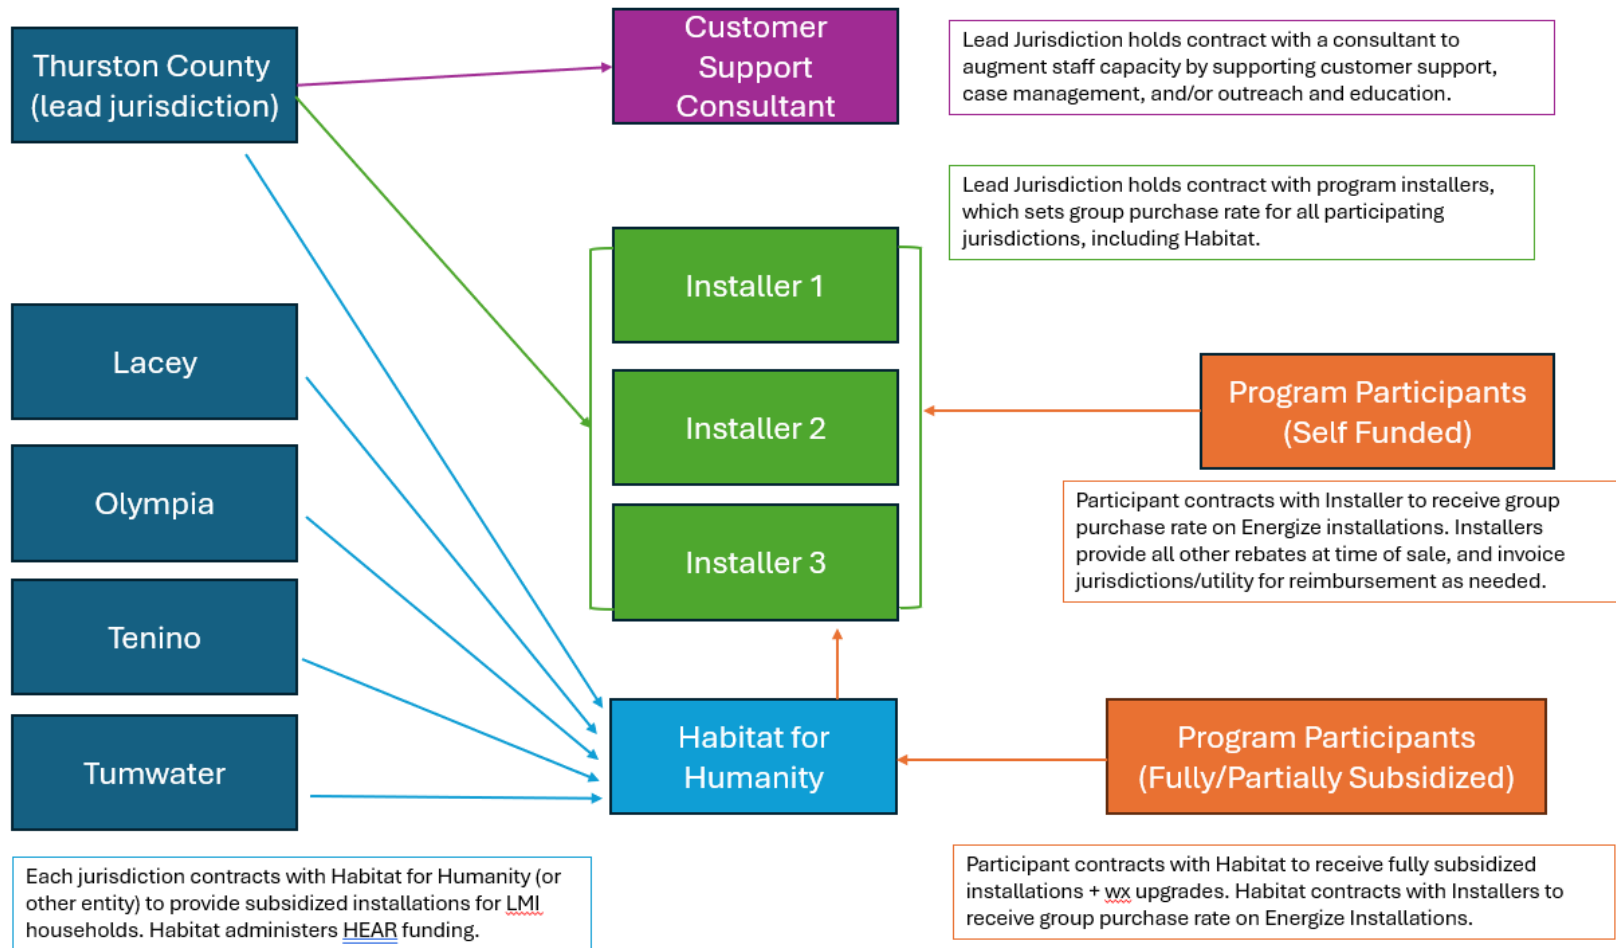 Thurston County
(lead jurisdiction)
Customer
Support
Consultant
Lead Jurisdiction holds contract with a consultant to
augment staff capacity by supporting customer support,
case management, and/or outreach and education.
Lead Jurisdiction holds contract with program installers,
which sets group purchase rate for all participating
jurisdictions, including Habitat.
Installer 1
Lacey
Installer 2
Program Participants
(Self Funded)
Olympia
Participant contracts with Installer to receive group
purchase rate on Energize installations. Installers
provide all other rebates at time of sale, and invoice
jurisdictions/utility for reimbursement as needed.
Installer 3
Tenino
Tumwater
Habitat for
Humanity
Program Participants
(Fully/Partially Subsidized)
Each jurisdiction contracts with Habitat for Humanity (or
other entity) to provide subsidized installations for LMI
households. Habitat administers HEAR funding.
Participant contracts with Habitat to receive fully subsidized
installations + wx upgrades. Habitat contracts with Installers to
receive group purchase rate on Energize Installations.